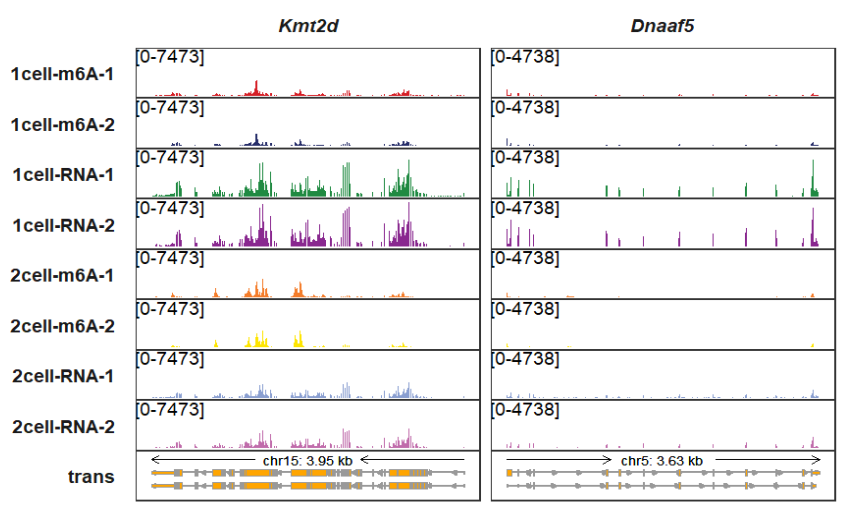 Kmt2d Dnaaf5
1cell-m6A-1 [0-7473] [0-4738]
1cell-m6A-2 [0-7473] [0-4738]
1cell-RNA-1 [0-7473] [0-4738]
1cell-RNA-2 [0-7473] [0-4738]
2cell-m6A-1 [0-7473] [0-4738]
2cell-m6A-2 [0-7473] [0-4738]
2cell-RNA-1 [0-7473] [0-4738]
2cell-RNA-2 [0-7473] [0-4738]
chr15: 3.95 kb chr5: 3.63 kb
trans